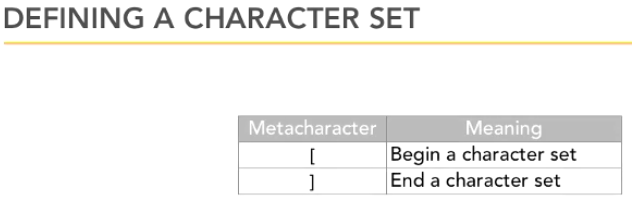 DEFINING A CHARACTER SET
Metacharacter Meaning
[ Begin a character set
] End a character set